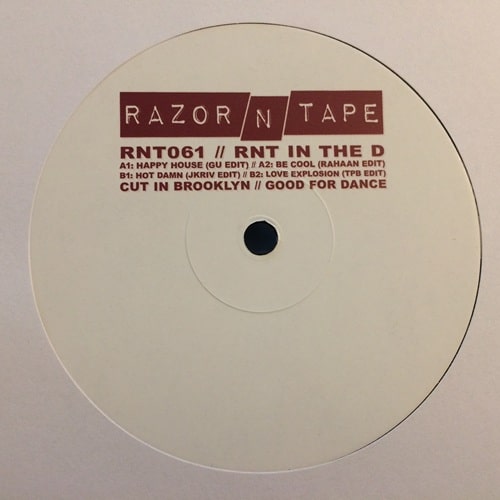 RAZOR N TAPE
RNT061 // RNT IN THE D
A1: HAPPY HOUSE (GU EDIT) // A2: BE COOL (RAHAAN EDIT)
B1: HOT DAMN (JKRIV EDIT) // B2: LOVE EXPLOSION (TPB EDIT)
CUT IN BROOKLYN // GOOD FOR DANCE